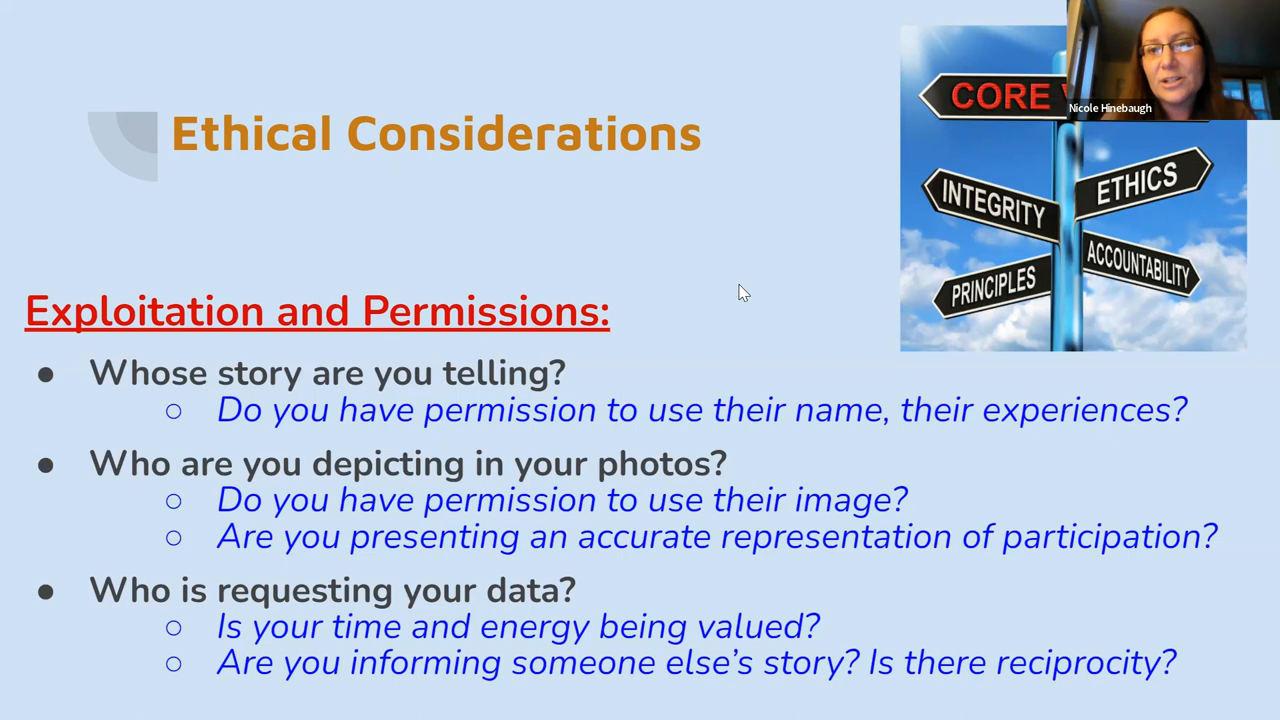 Ethical Considerations
CORE
Nicole Hinebaugh
INTEGRITY
ETHICS
PRINCIPLES
ACCOUNTABILITY
Exploitation and Permissions:
● Whose story are you telling?
○ Do you have permission to use their name, their experiences?
● Who are you depicting in your photos?
○ Do you have permission to use their image?
○ Are you presenting an accurate representation of participation?
● Who is requesting your data?
○ Is your time and energy being valued?
○ Are you informing someone else’s story? Is there reciprocity?